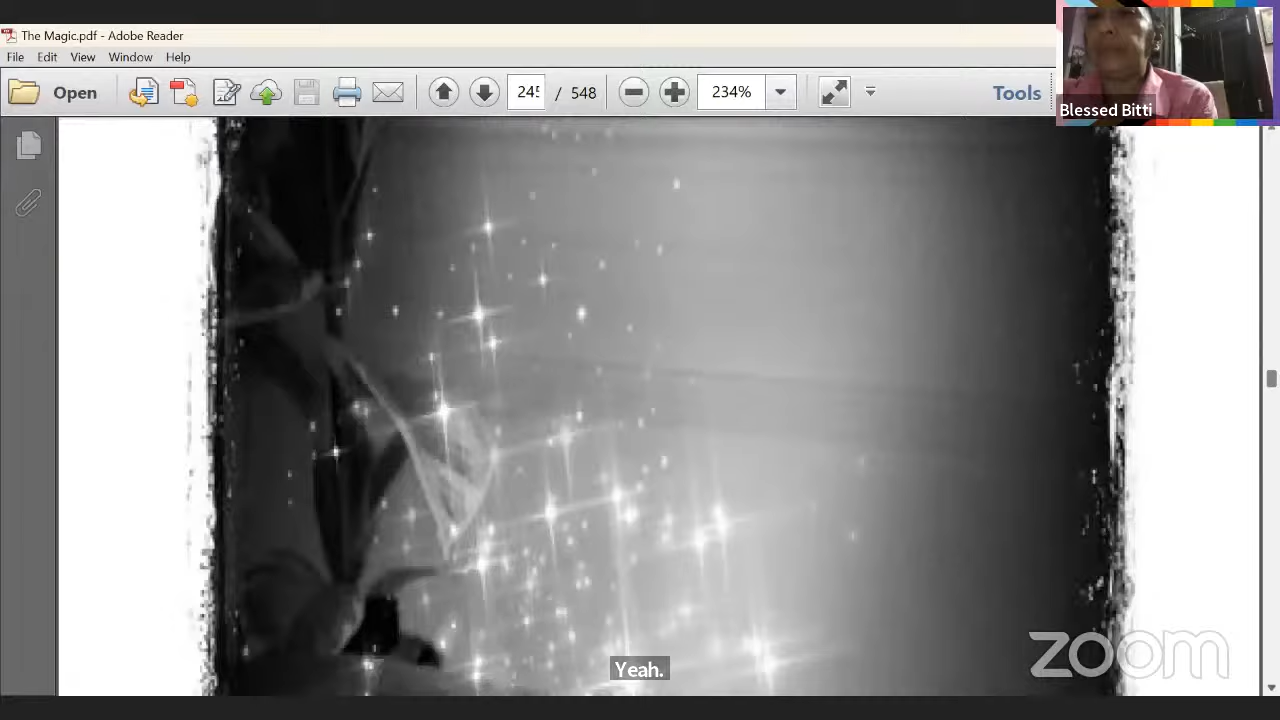 The Magic.pdf - Adobe Reader
File Edit View Window Help
Open 245 / 548 234% Tools
Blessed Bitti
Yeah.
zoom